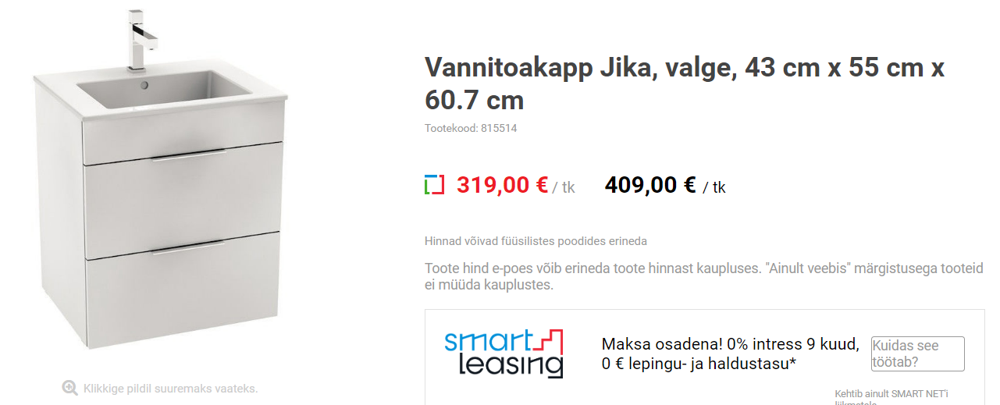 Vannitoakapp Jika, valge, 43 cm x 55 cm x
60.7 cm
Tootekood: 815514
319,00 € / tk 409,00 € / tk
Hinnad võivad füüsilistes poodides erineda
Toote hind e-poes võib erineda toote hinnast kaupluses. "Ainult veebis" märgistusega tooteid
ei müüda kauplustes.
smart
leasing
Maksa osadena! 0% intress 9 kuud,
0 € lepingu- ja haldustasu*
Kuidas see
töötab?
Klikkige pildil suuremaks vaateks.
Kehtib ainult SMART NET'i